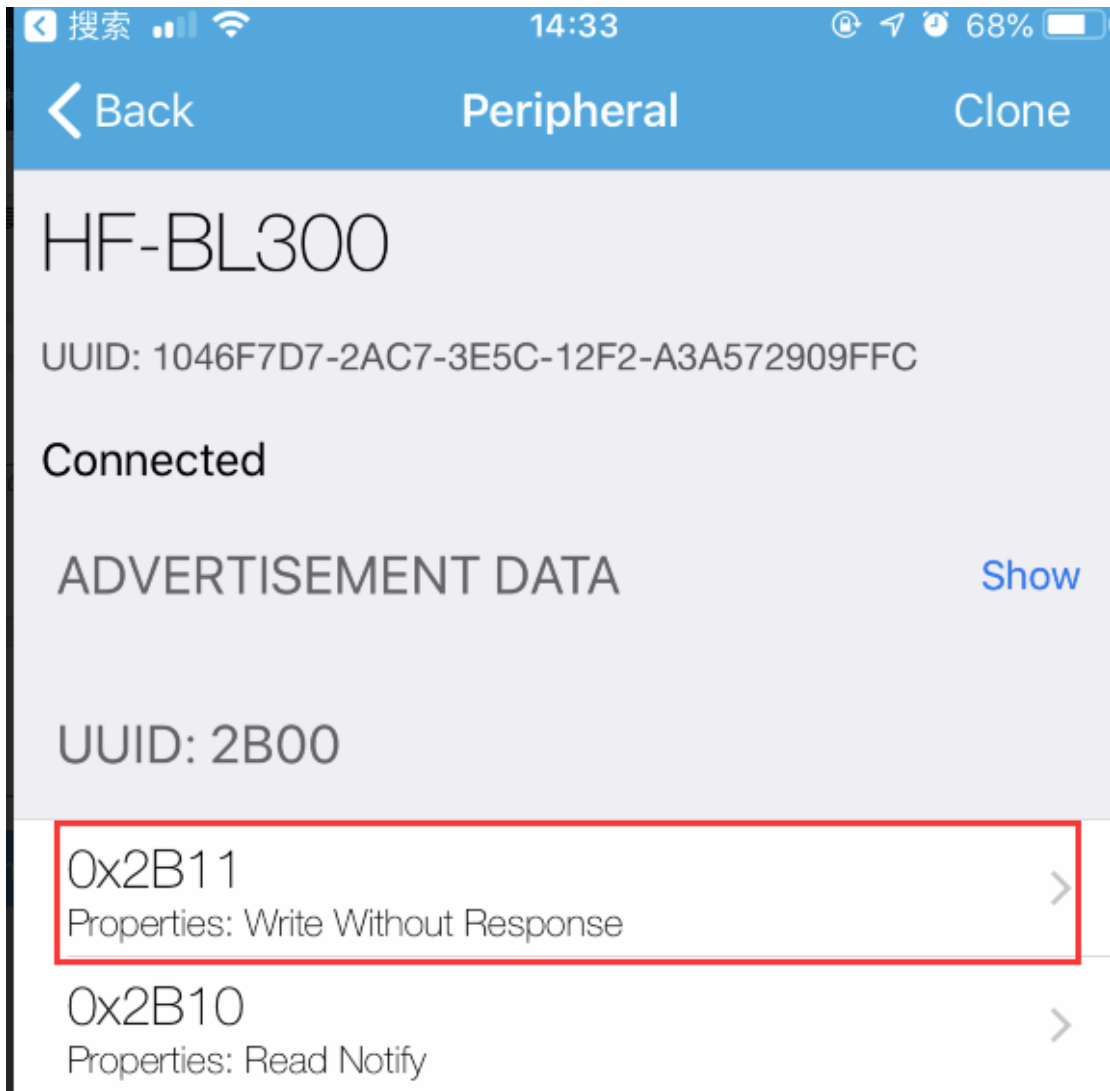 搜索 14:33 68%
Back Peripheral Clone
HF-BL300
UUID: 1046F7D7-2AC7-3E5C-12F2-A3A572909FFC
Connected
ADVERTISEMENT DATA Show
UUID: 2B00
0x2B11
Properties: Write Without Response
0x2B10
Properties: Read Notify